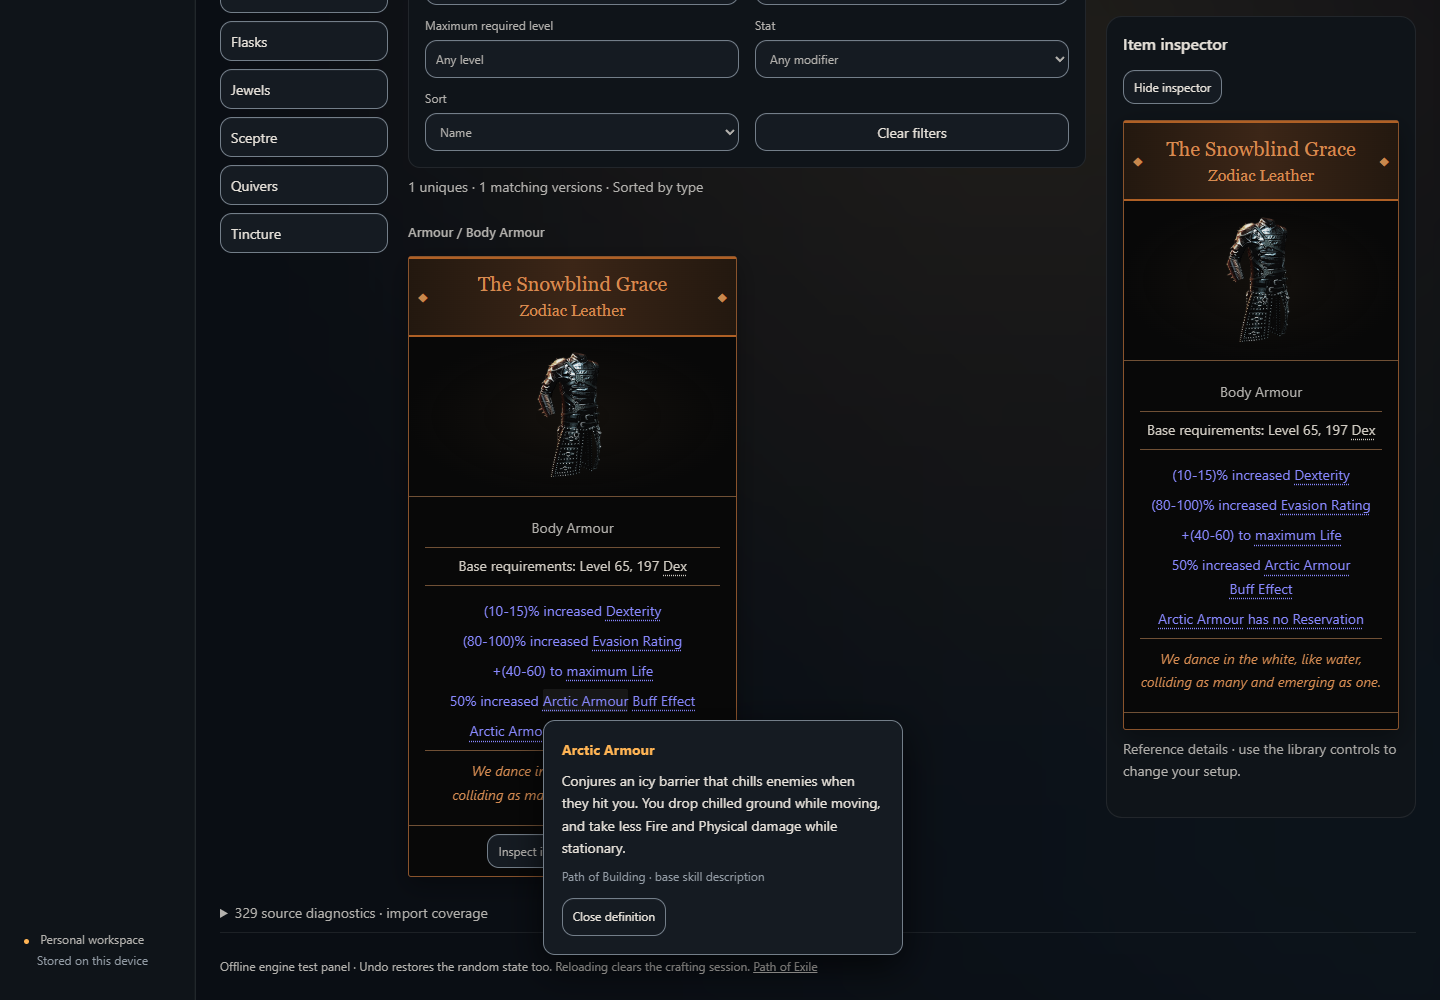 Flasks
Jewels
Sceptre
Quivers
Tincture
Maximum required level
Any level
Stat
Any modifier
Sort
Name
Clear filters
1 uniques · 1 matching versions · Sorted by type
Armour / Body Armour
The Snowblind Grace
Zodiac Leather
Body Armour
Base requirements: Level 65, 197 Dex
(10-15)% increased Dexterity
(80-100)% increased Evasion Rating
+(40-60) to maximum Life
50% increased Arctic Armour Buff Effect
Arctic Armo
We dance in
colliding as ma
Inspect i
Arctic Armour
Conjures an icy barrier that chills enemies when
they hit you. You drop chilled ground while moving,
and take less Fire and Physical damage while
stationary.
Path of Building · base skill description
Close definition
Item inspector
Hide inspector
The Snowblind Grace
Zodiac Leather
Body Armour
Base requirements: Level 65, 197 Dex
(10-15)% increased Dexterity
(80-100)% increased Evasion Rating
+(40-60) to maximum Life
50% increased Arctic Armour
Buff Effect
Arctic Armour has no Reservation
We dance in the white, like water,
colliding as many and emerging as one.
Reference details · use the library controls to
change your setup.
329 source diagnostics · import coverage
Personal workspace
Stored on this device
Offline engine test panel · Undo restores the random state too. Reloading clears the crafting session. Path of Exile